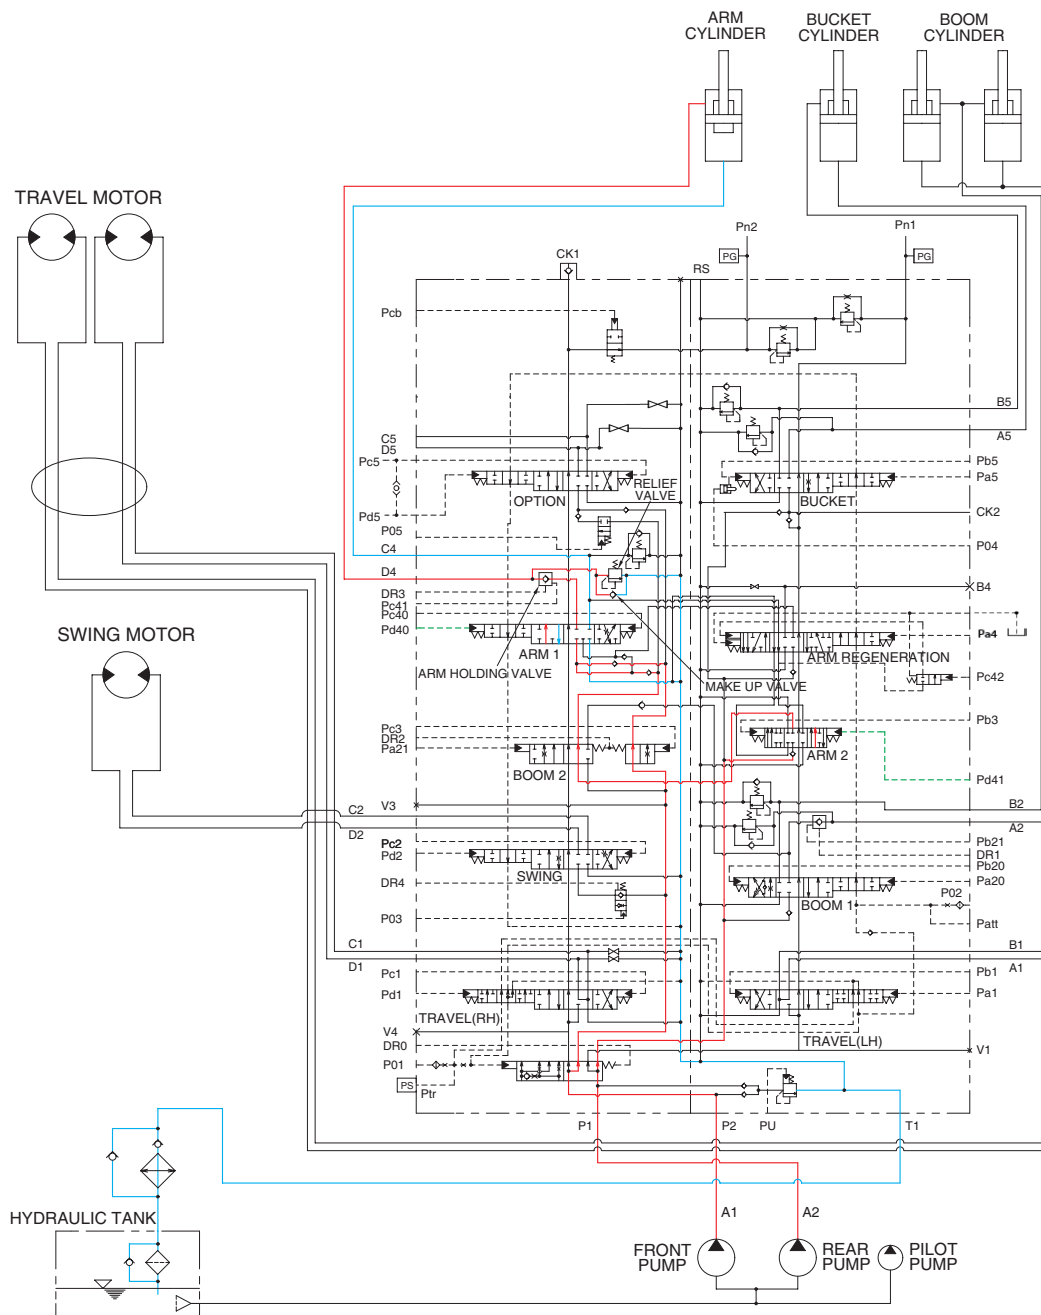 ARM
CYLINDER
BUCKET
CYLINDER
BOOM
CYLINDER
TRAVEL MOTOR
Pn2
Pn1
CK1
RS
PG
PG
Pcb
C5
D5
B5
A5
Pc5
Pb5
Pa5
OPTION
RELIEF
VALVE
BUCKET
Pd5
CK2
P05
C4
P04
D4
DR3
Pc41
Pc40
B4
Pd40
SWING MOTOR
ARM 1
Pa4
ARM HOLDING VALVE
ARM REGENERATION
MAKE UP VALVE
Pc42
Pc3
DR2
Pa21
Pb3
BOOM 2
ARM 2
Pd41
C2
V3
D2
B2
A2
Pc2
Pd2
Pb21
DR1
Pb20
SWING
DR4
Pa20
BOOM 1
P02
P03
Patt
C1
D1
B1
A1
Pc1
Pb1
Pd1
Pa1
TRAVEL(RH)
V4
DR0
TRAVEL(LH)
V1
P01
PS
Ptr
P1
P2
PU
T1
HYDRAULIC TANK
A1
A2
FRONT
PUMP
REAR
PUMP
PILOT
PUMP